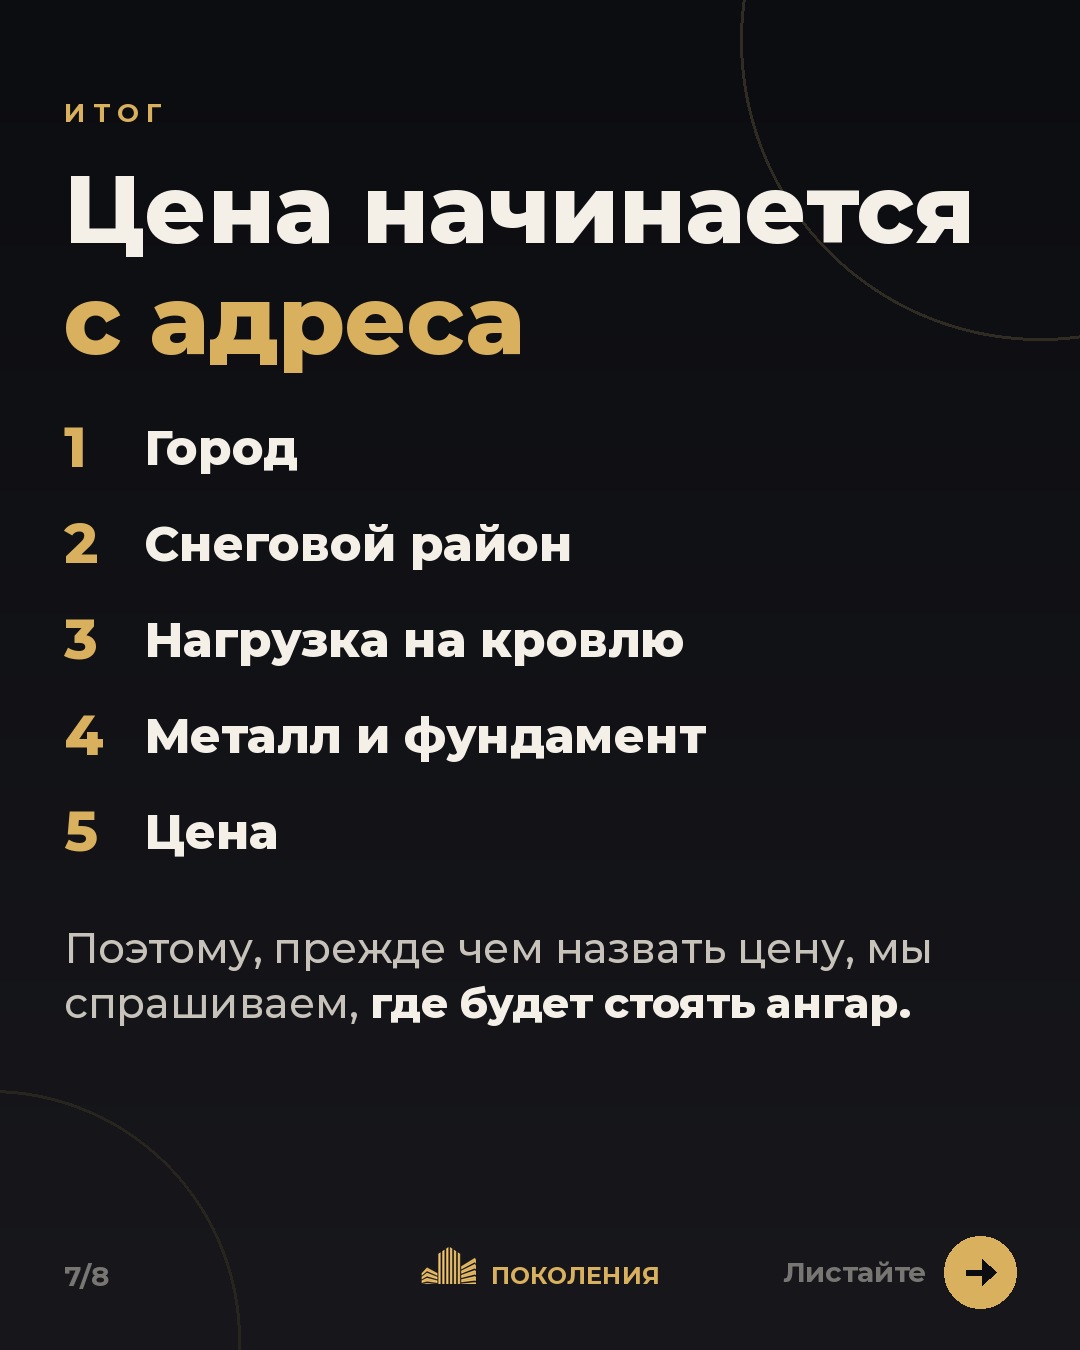 ИТОГ
Цена начинается
с адреса
1 Город
2 Снеговой район
3 Нагрузка на кровлю
4 Металл и фундамент
5 Цена
Поэтому, прежде чем назвать цену, мы
спрашиваем, где будет стоять ангар.
7/8
ПОКОЛЕНИЯ
Листайте